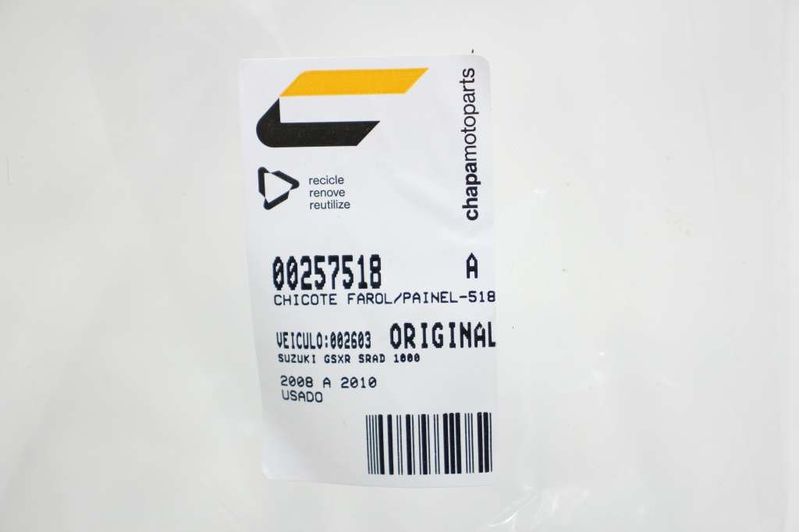 chapamotoparts
recicle
renove
reutilize
00257518 A
CHICOTE FAROL/PAINEL-518
VEICULO:002603 ORIGINAL
SUZUKI GSXR SRAD 1000
2008 A 2010
USADO